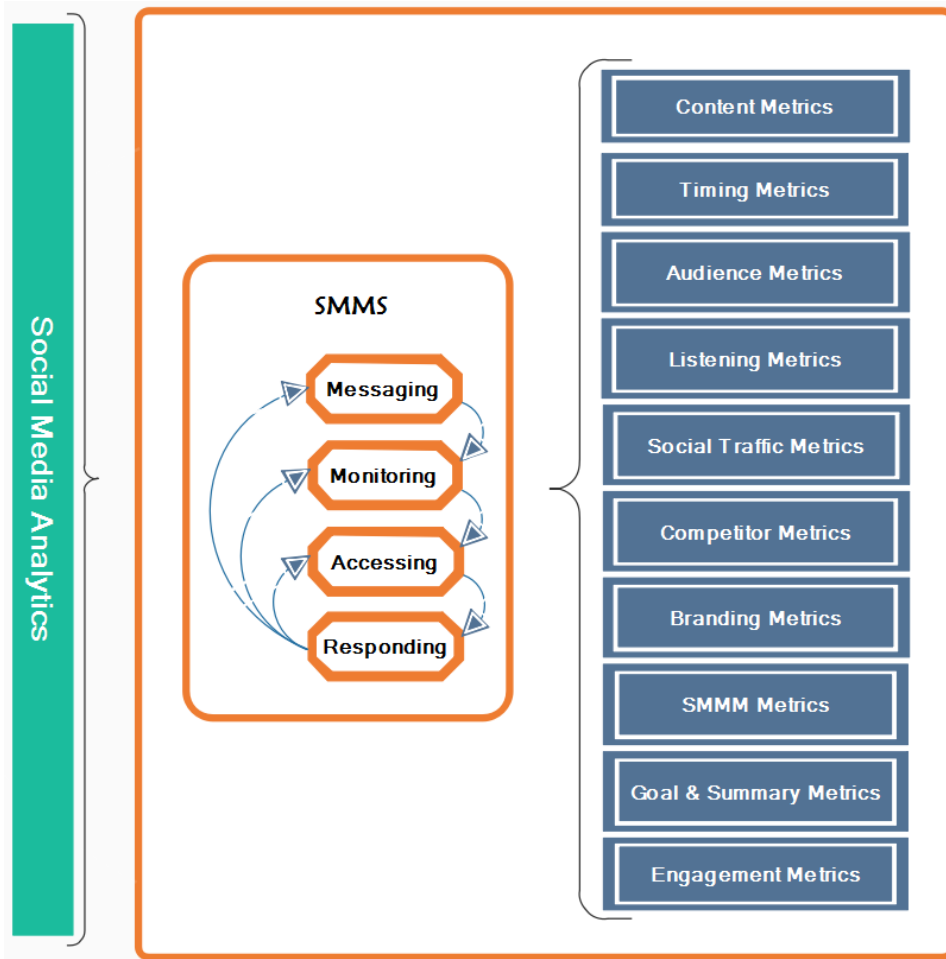 Social Media Analytics
SMMS
Messaging
Monitoring
Accessing
Responding
Content Metrics
Timing Metrics
Audience Metrics
Listening Metrics
Social Traffic Metrics
Competitor Metrics
Branding Metrics
SMMM Metrics
Goal & Summary Metrics
Engagement Metrics